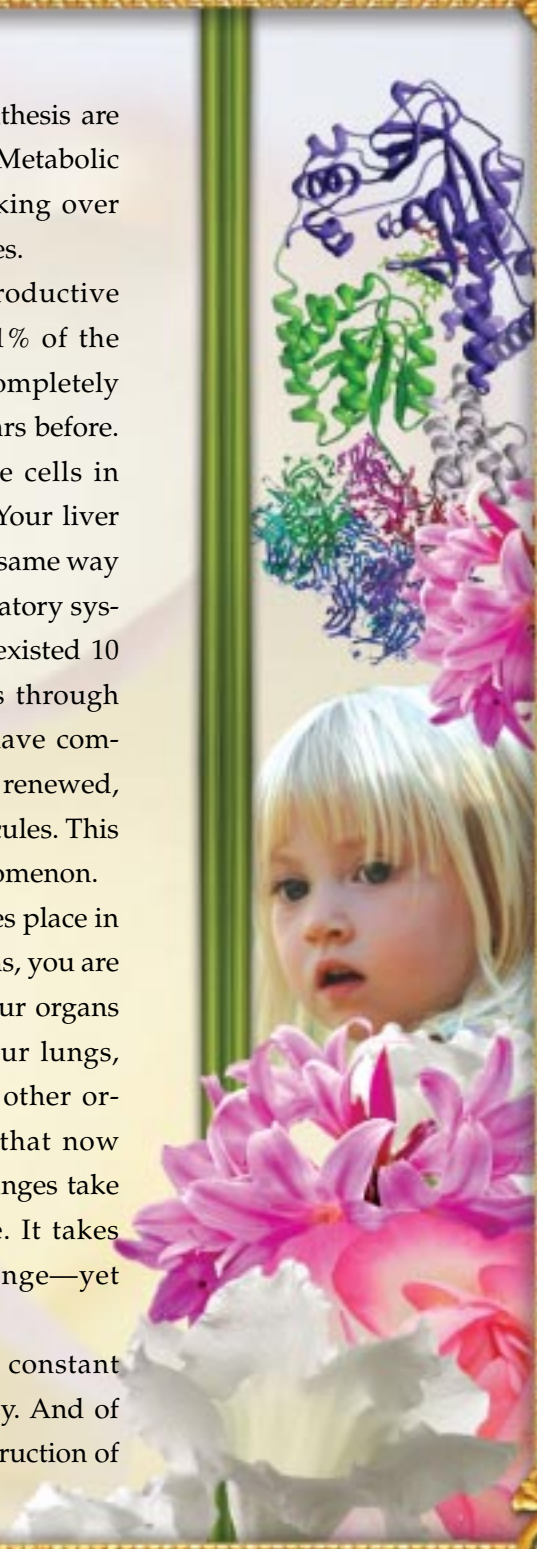 thesis are
Metabolic
king over
es.
roductive
1% of the
ompletely
ars before.
e cells in
Your liver
same way
atory sys-
existed 10
s through
have com-
renewed,
cules. This
omenon.
es place in
s, you are
ur organs
ur lungs,
other or-
that now
nges take
e. It takes
nge—yet
constant
y. And of
ruction of